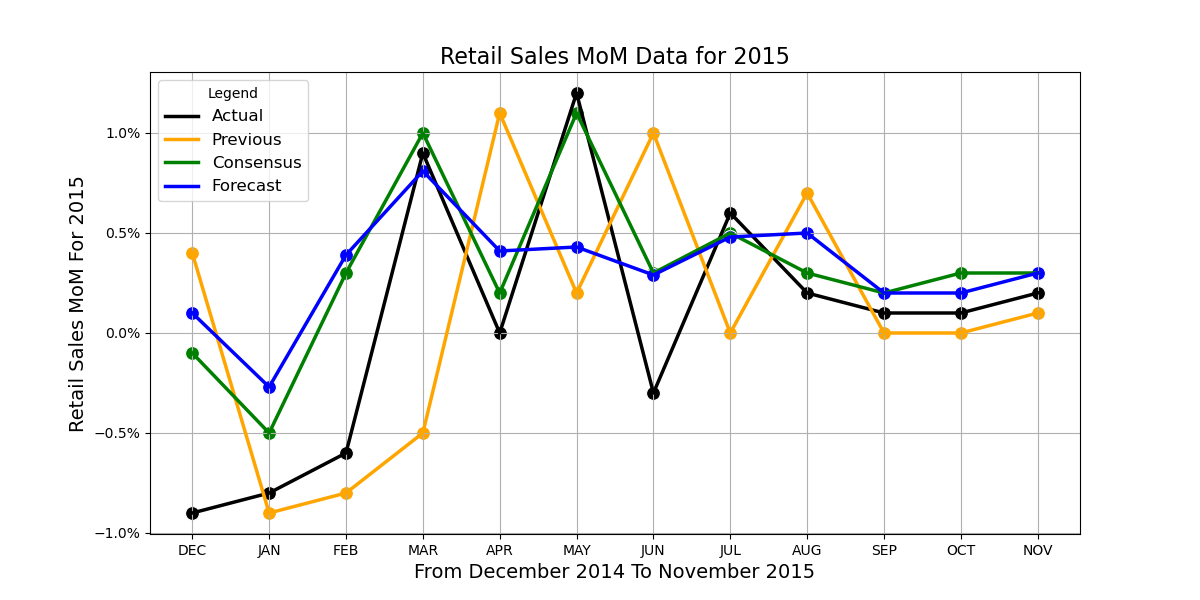 Retail Sales MoM Data for 2015
Legend
Actual
Previous
Consensus
Forecast
Retail Sales MoM For 2015
1.0%
0.5%
0.0%
−0.5%
−1.0%
DEC JAN FEB MAR APR MAY JUN JUL AUG SEP OCT NOV
From December 2014 To November 2015